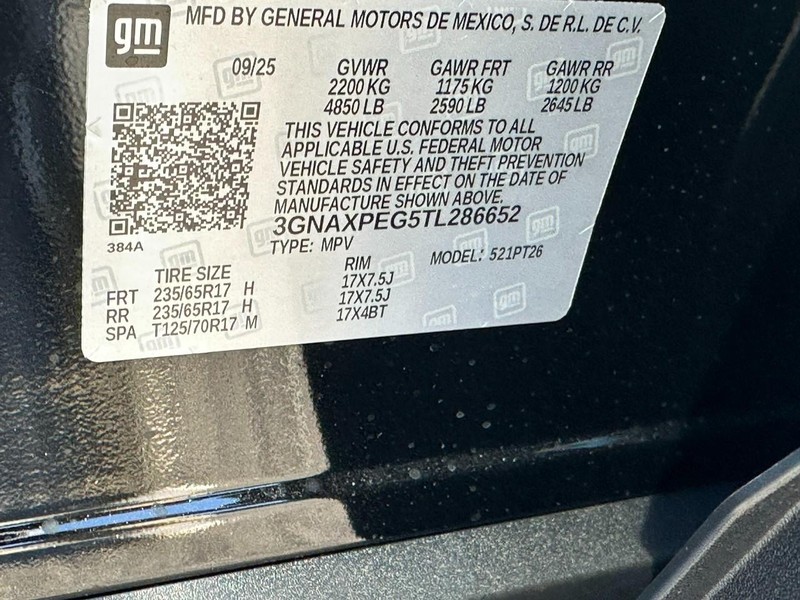 gm
MFD BY GENERAL MOTORS DE MEXICO, S. DE R.L. DE C.V.
09/25 GVWR GAWR FRT GAWR RR
2200 KG 1175 KG 1200 KG
4850 LB 2590 LB 2645 LB
THIS VEHICLE CONFORMS TO ALL
APPLICABLE U.S. FEDERAL MOTOR
VEHICLE SAFETY AND THEFT PREVENTION
STANDARDS IN EFFECT ON THE DATE OF
MANUFACTURE SHOWN ABOVE.
3GNAXPEG5TL286652
384A
TYPE: MPV MODEL: 521PT26
TIRE SIZE RIM
FRT 235/65R17 H 17X7.5J
RR 235/65R17 H 17X7.5J
SPA T125/70R17 M 17X4BT